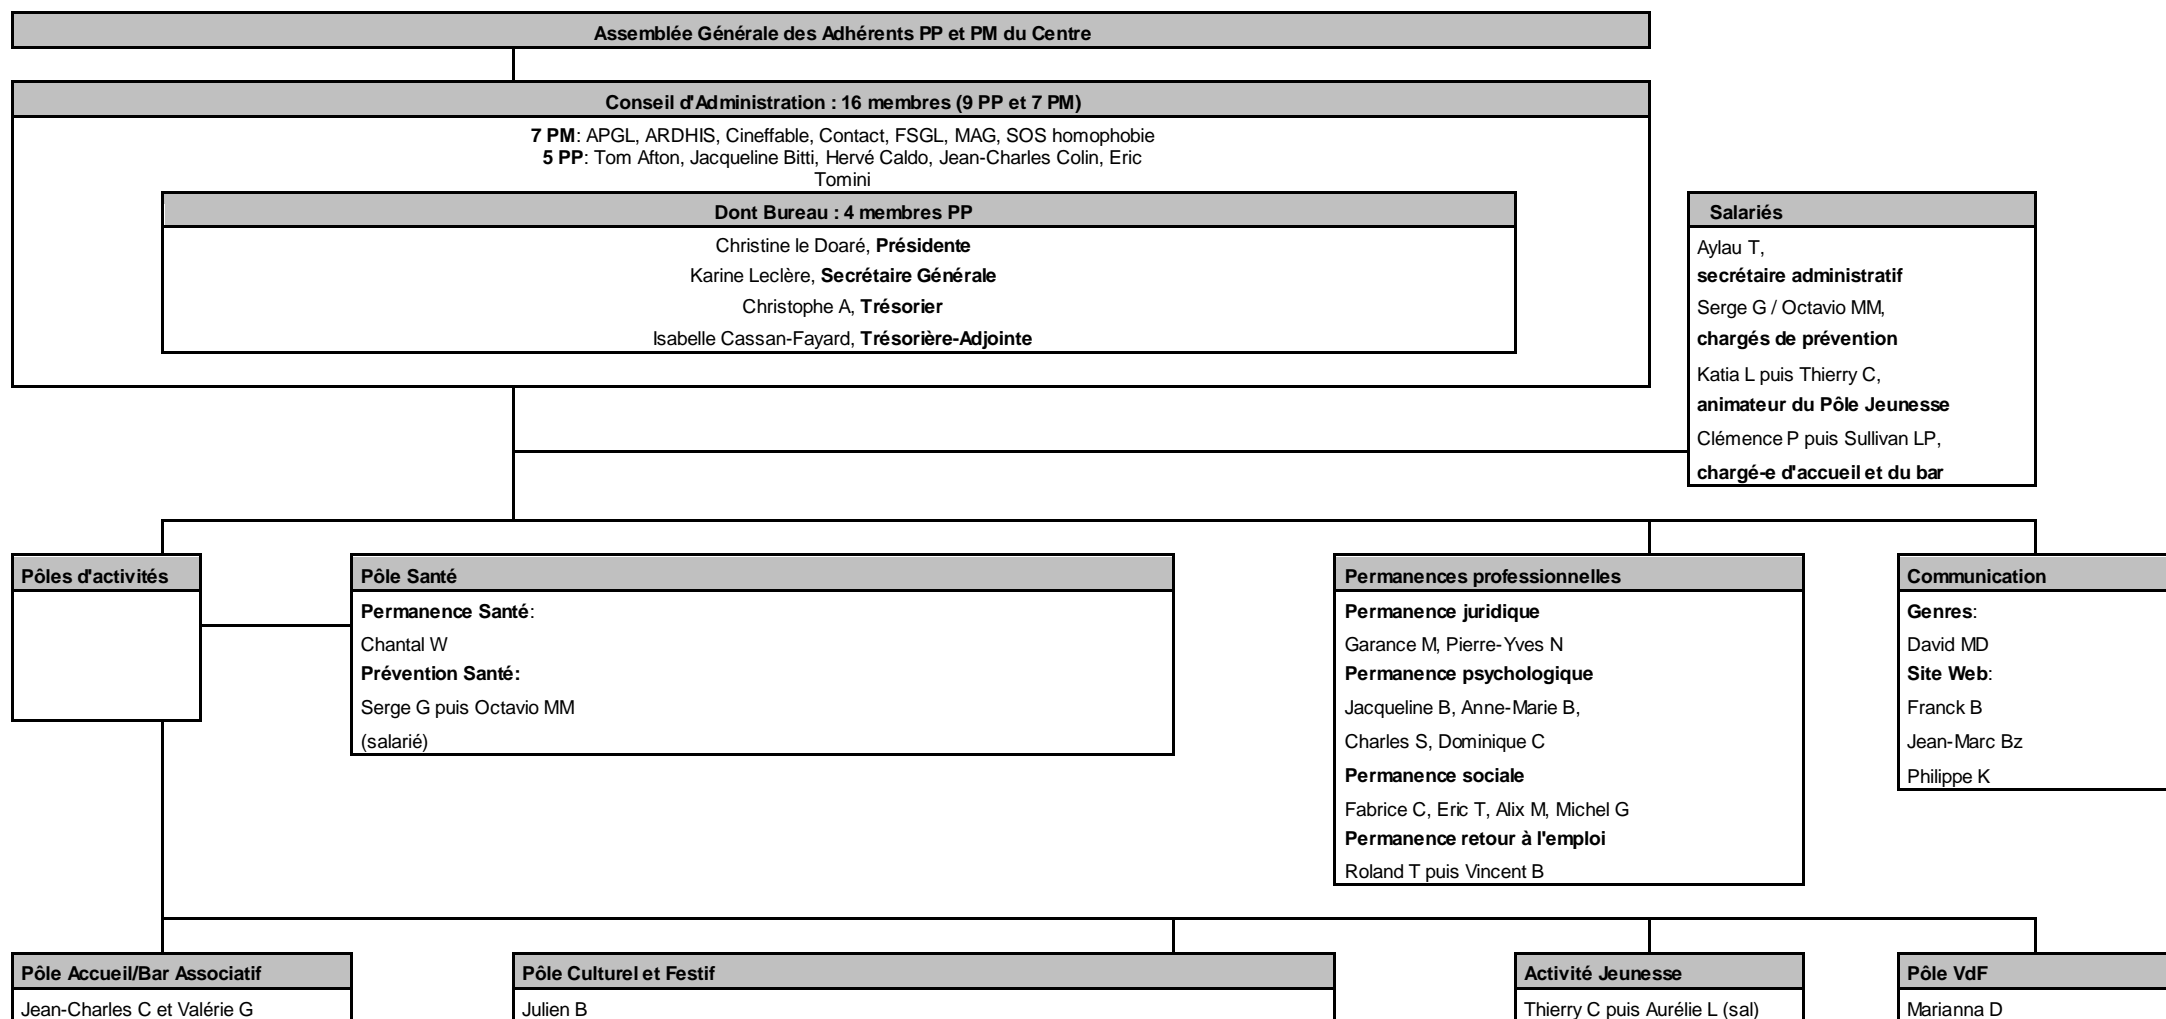 Assemblée Générale des Adhérents PP et PM du Centre
Conseil d'Administration : 16 membres (9 PP et 7 PM)
7 PM: APGL, ARDHIS, Cineffable, Contact, FSGL, MAG, SOS homophobie
5 PP: Tom Afton, Jacqueline Bitti, Hervé Caldo, Jean-Charles Colin, Eric
Tomini
Dont Bureau : 4 membres PP
Christine le Doaré, Présidente
Karine Leclère, Secrétaire Générale
Christophe A, Trésorier
Isabelle Cassan-Fayard, Trésorière-Adjointe
Salariés
Aylau T,
secrétaire administratif
Serge G / Octavio MM,
chargés de prévention
Katia L puis Thierry C,
animateur du Pôle Jeunesse
Clémence P puis Sullivan LP,
chargé-e d'accueil et du bar
Pôles d'activités
Pôle Santé
Permanence Santé:
Chantal W
Prévention Santé:
Serge G puis Octavio MM
(salarié)
Permanences professionnelles
Permanence juridique
Garance M, Pierre-Yves N
Permanence psychologique
Jacqueline B, Anne-Marie B,
Charles S, Dominique C
Permanence sociale
Fabrice C, Eric T, Alix M, Michel G
Permanence retour à l'emploi
Roland T puis Vincent B
Communication
Genres:
David MD
Site Web:
Franck B
Jean-Marc Bz
Philippe K
Pôle Accueil/Bar Associatif
Jean-Charles C et Valérie G
Pôle Culturel et Festif
Julien B
Activité Jeunesse
Thierry C puis Aurélie L (sal)
Pôle VdF
Marianna D